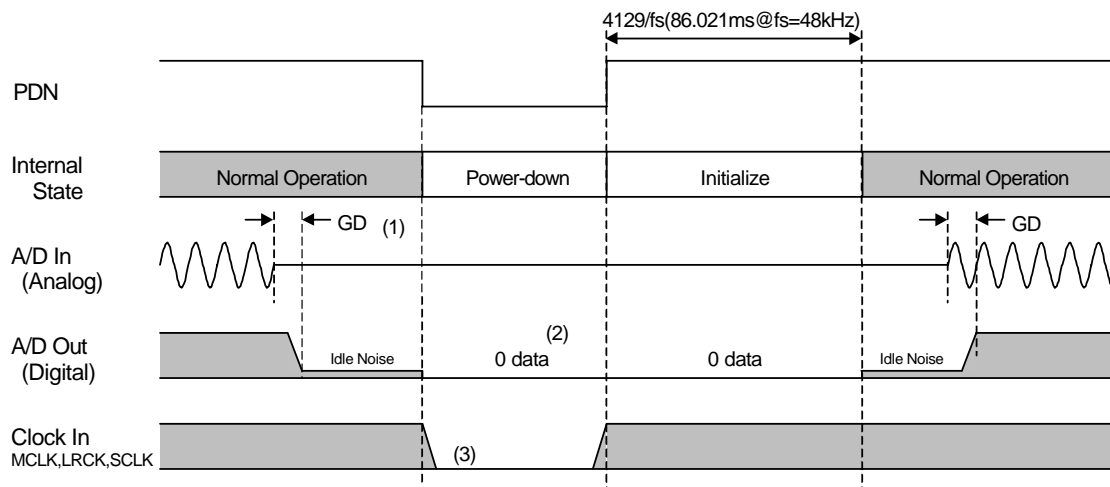 4129/fs(86.021ms@fs=48kHz)
PDN
Internal
State
Normal Operation
Power-down
Initialize
Normal Operation
GD
(1)
GD
A/D In
(Analog)
A/D Out
(Digital)
Idle Noise
(2)
0 data
0 data
Idle Noise
Clock In
MCLK,LRCK,SCLK
(3)